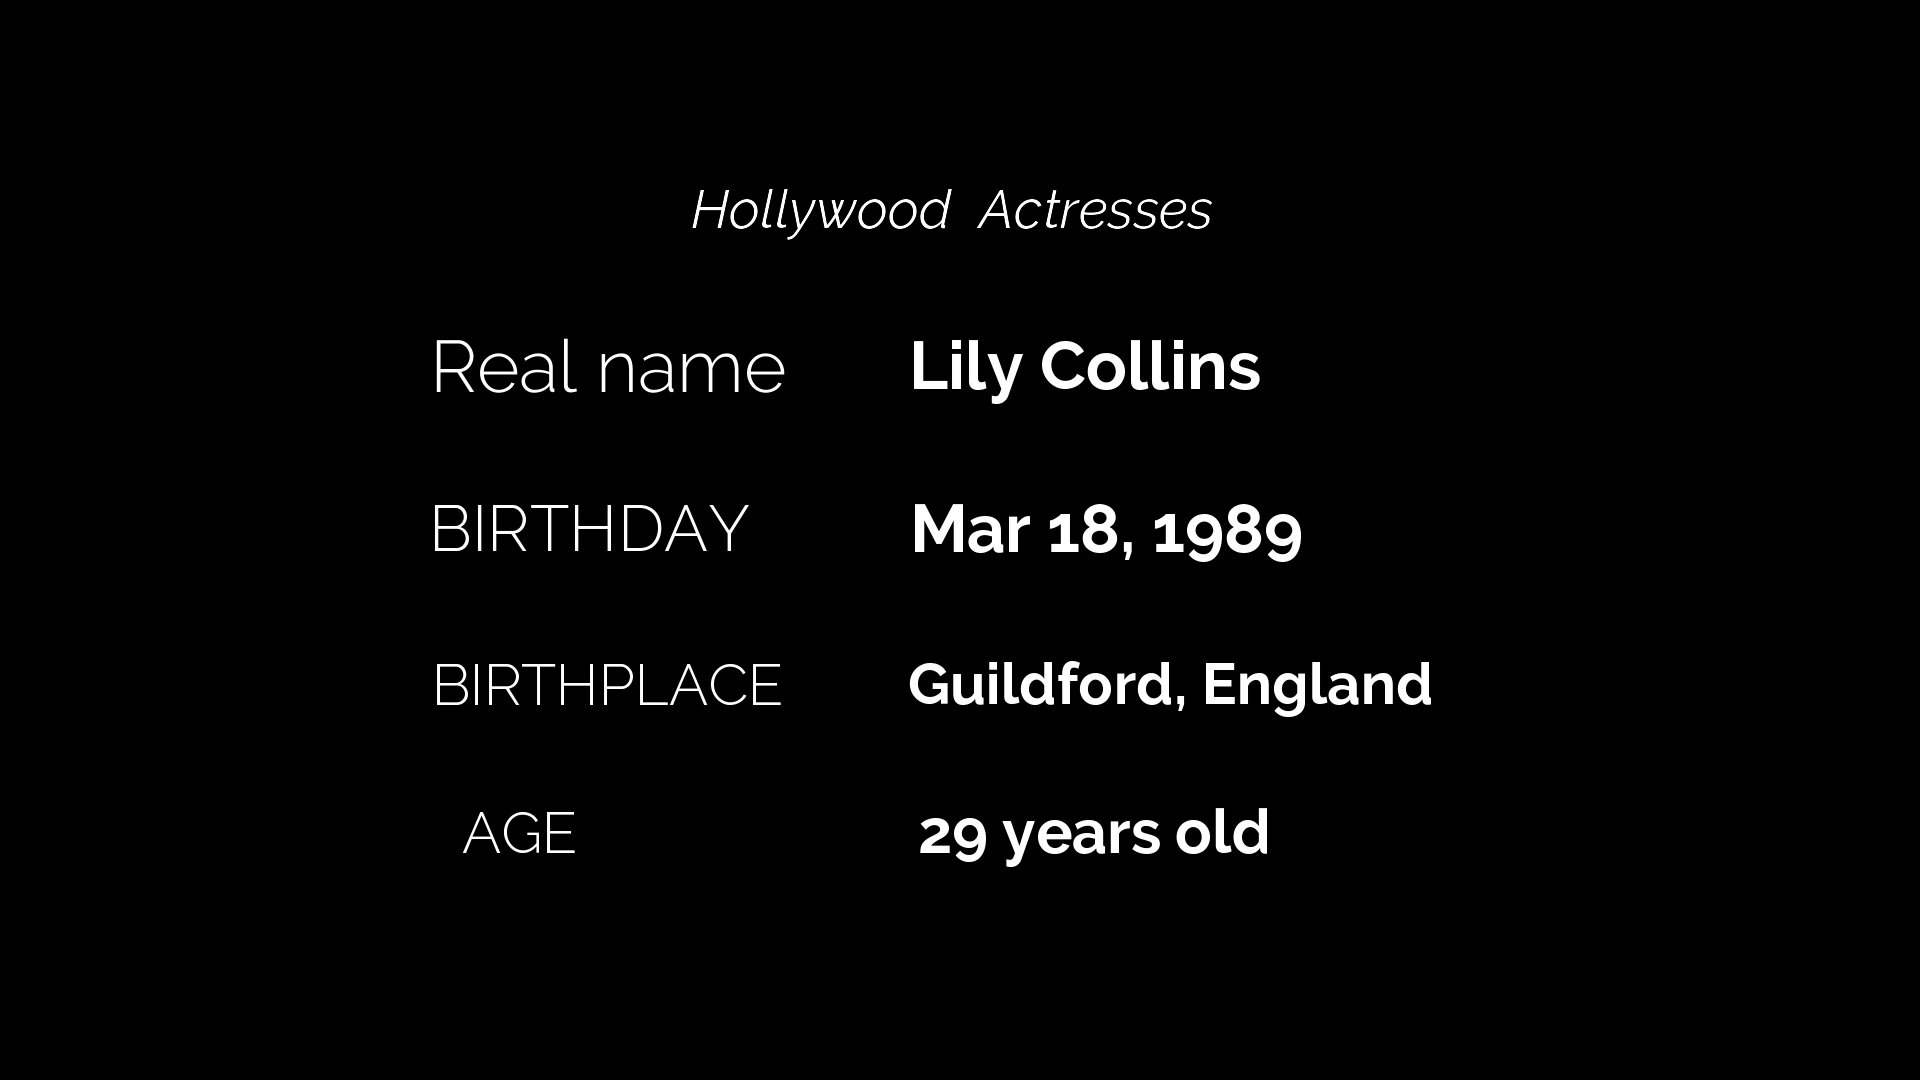 Hollywood Actresses
Real name Lily Collins
BIRTHDAY Mar 18, 1989
BIRTHPLACE Guildford, England
AGE 29 years old